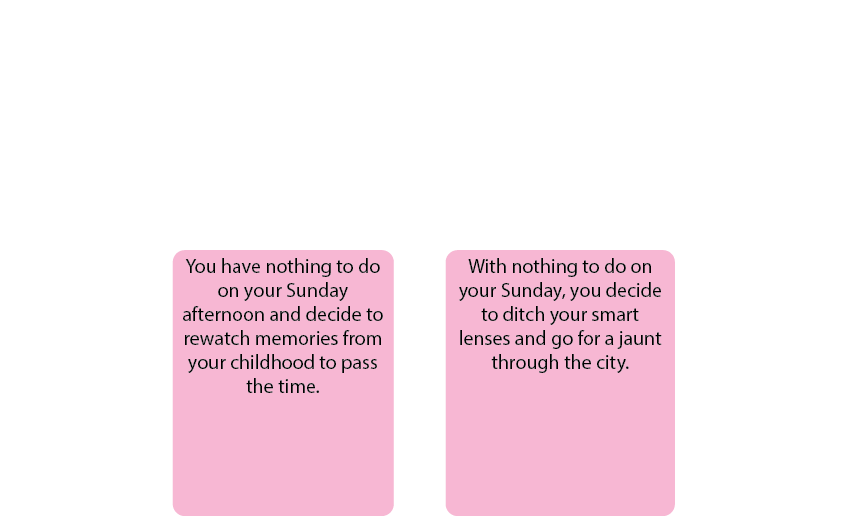 You have nothing to do
on your Sunday
afternoon and decide to
rewatch memories from
your childhood to pass
the time.
With nothing to do on
your Sunday, you decide
to ditch your smart
lenses and go for a jaunt
through the city.